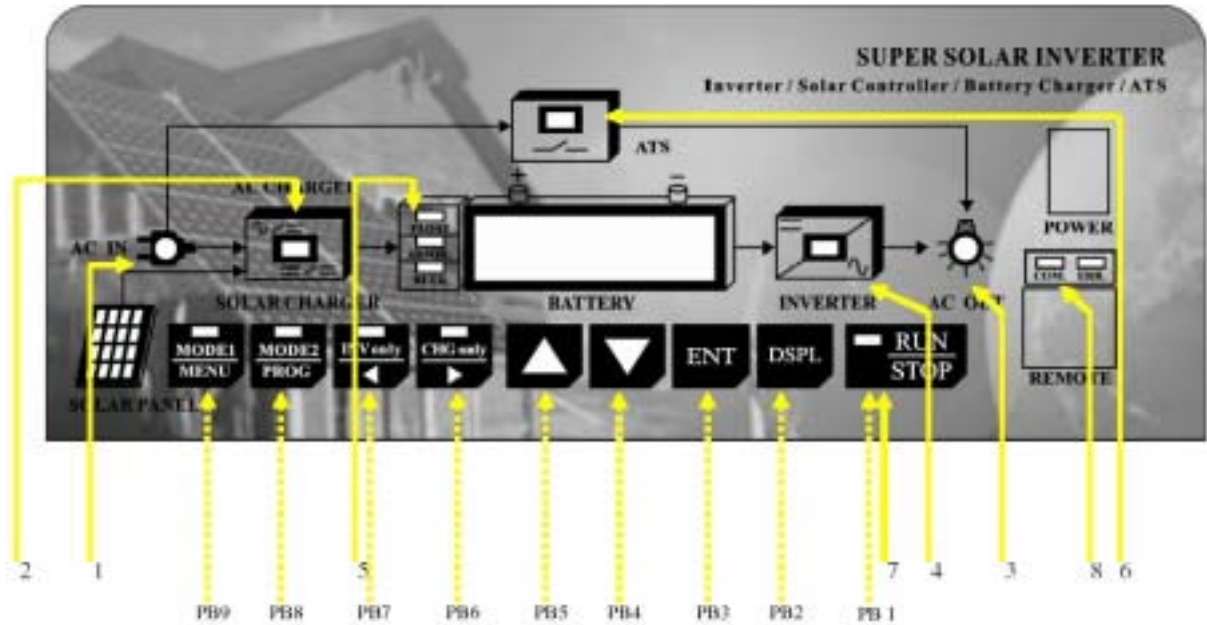 SUPER SOLAR INVERTER
Inverter / Solar Controller / Battery Charger / ATS
ATS
AC CHARGER
+ −
AC IN
POWER
COM. ERR.
SOLAR CHARGER BATTERY INVERTER AC OUT
MODE1 MODE2 INV only CHG only RUN
MENU PROG ENT DSPL STOP
SOLAR PANEL REMOTE
2 1 5 7 4 3 8 6
PB9 PB8 PB7 PB6 PB5 PB4 PB3 PB2 PB 1